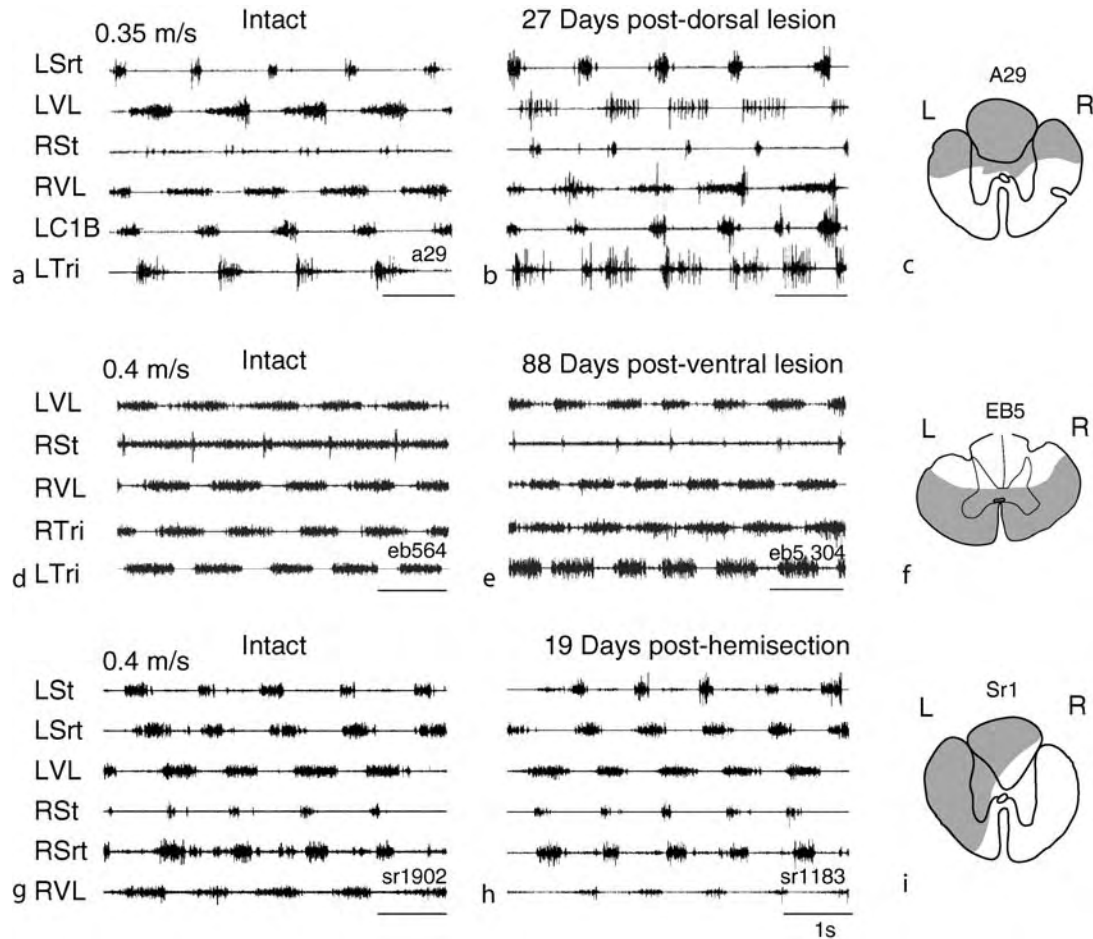 Intact
27 Days post-dorsal lesion
0.35 m/s
LSrt
LVL
RSt
RVL
LC1B
LTri
a29
a
b
A29
L
R
c
Intact
88 Days post-ventral lesion
0.4 m/s
LVL
RSt
RVL
RTri
LTri
eb564
eb5,304
d
e
EB5
L
R
f
Intact
19 Days post-hemisection
0.4 m/s
LSt
LSrt
LVL
RSt
RSrt
RVL
sr1902
sr1183
g
h
1s
Sr1
L
R
i